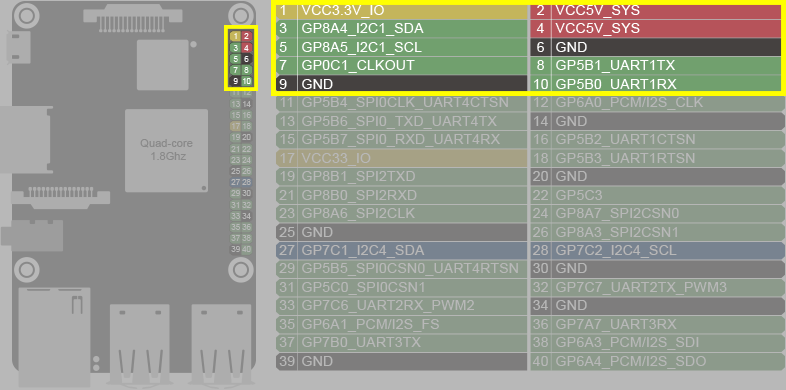 1 VCC3.3V_IO 2 VCC5V_SYS
3 GP8A4_I2C1_SDA 4 VCC5V_SYS
5 GP8A5_I2C1_SCL 6 GND
7 GP0C1_CLKOUT 8 GP5B1_UART1TX
9 GND 10 GP5B0_UART1RX
11 GP5B4_SPI0CLK_UART4CTSN 12 GP6A0_PCM/I2S_CLK
13 GP5B6_SPI0_TXD_UART4TX 14 GND
15 GP5B7_SPI0_RXD_UART4RX 16 GP5B2_UART1CTSN
17 VCC33_IO 18 GP5B3_UART1RTSN
19 GP8B1_SPI2TXD 20 GND
21 GP8B0_SPI2RXD 22 GP5C3
23 GP8A6_SPI2CLK 24 GP8A7_SPI2CSN0
25 GND 26 GP8A3_SPI2CSN1
27 GP7C1_I2C4_SDA 28 GP7C2_I2C4_SCL
29 GP5B5_SPI0CSN0_UART4RTSN 30 GND
31 GP5C0_SPI0CSN1 32 GP7C7_UART2TX_PWM3
33 GP7C6_UART2RX_PWM2 34 GND
35 GP6A1_PCM/I2S_FS 36 GP7A7_UART3RX
37 GP7B0_UART3TX 38 GP6A3_PCM/I2S_SDI
39 GND 40 GP6A4_PCM/I2S_SDO
Quad-core
1.8Ghz
1 2
3 4
5 6
7 8
9 10
11 12
13 14
15 16
17 18
19 20
21 22
23 24
25 26
27 28
29 30
31 32
33 34
35 36
37 38
39 40